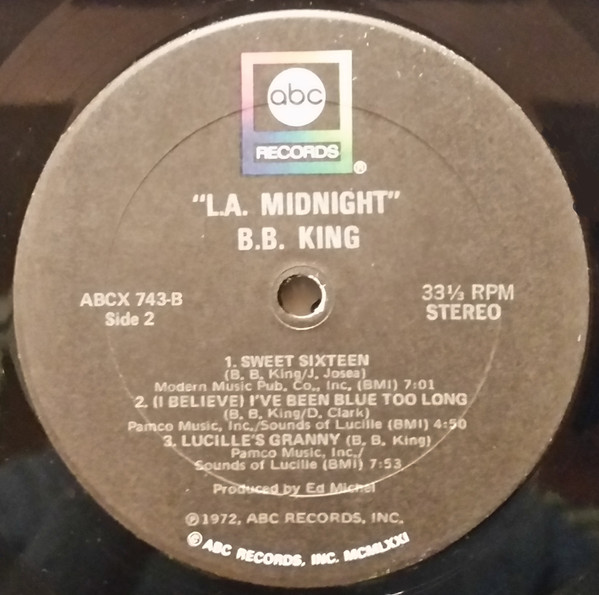 abc
RECORDS
®
"L.A. MIDNIGHT"
B.B. KING
ABCX 743-B
Side 2
33⅓ RPM
STEREO
1. SWEET SIXTEEN
(B. B. King/J. Josea)
Modern Music Pub. Co., Inc, (BMI) 7:01
2. (I BELIEVE) I'VE BEEN BLUE TOO LONG
(B. B. King/D. Clark)
Pamco Music, Inc./Sounds of Lucille (BMI) 4:50
3. LUCILLE'S GRANNY (B. B. King)
Pamco Music, Inc./
Sounds of Lucille (BMI) 7:53
Produced by Ed Michel
℗1972, ABC RECORDS, INC.
© ABC RECORDS, INC. MCMLXXI